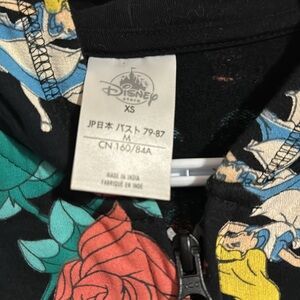 Disney
XS
JP日本 バスト 79-87
M
CN 160/84A
MADE IN INDIA
FABRIQUÉ EN INDE